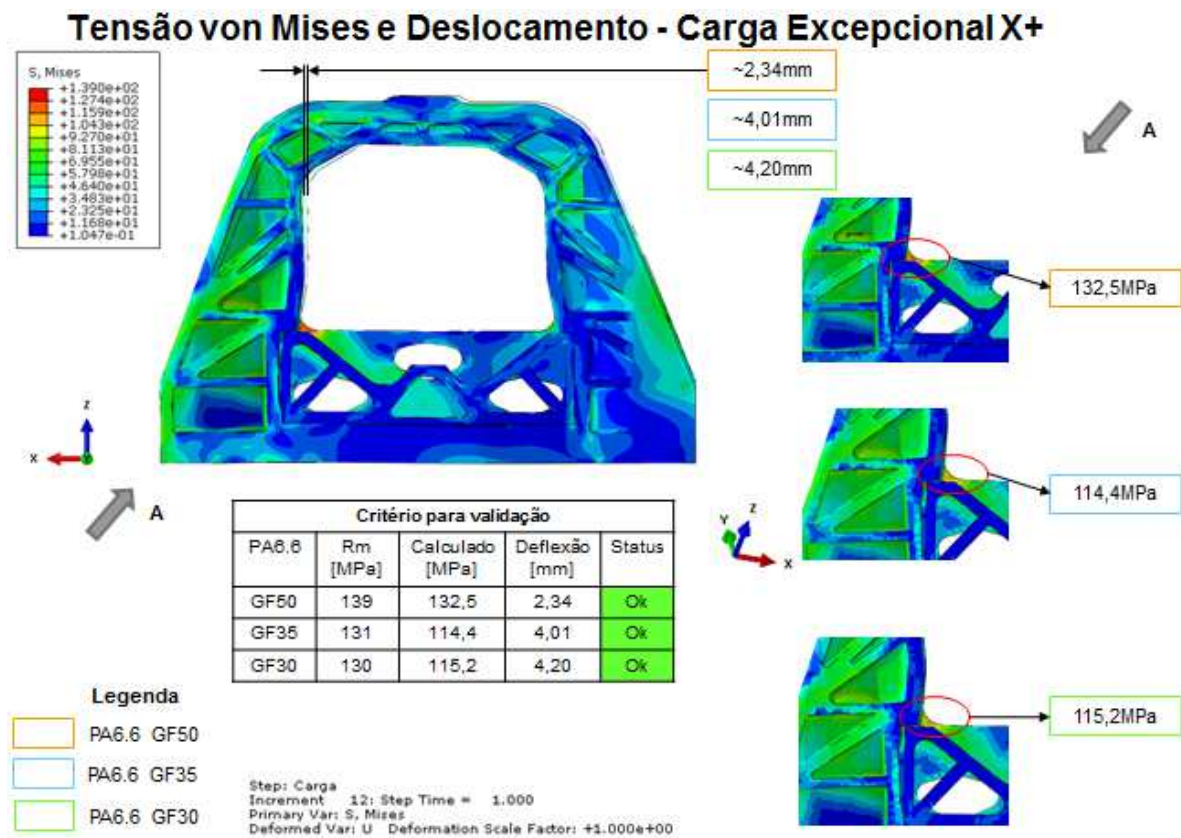 Tensão von Mises e Deslocamento - Carga Excepcional X+
S, Mises
+1.390e+02
+1.274e+02
+1.159e+02
+1.043e+02
+9.270e+01
+8.113e+01
+6.955e+01
+5.798e+01
+4.640e+01
+3.483e+01
+2.325e+01
+1.168e+01
+1.047e-01
~2,34mm
~4,01mm
~4,20mm
A
132,5MPa
z
x
Y
A
114,4MPa
Y
Z
X
Critério para validação
PA6.6 Rm [MPa] Calculado [MPa] Deflexão [mm] Status
GF50 139 132,5 2,34 Ok
GF35 131 114,4 4,01 Ok
GF30 130 115,2 4,20 Ok
115,2MPa
Legenda
PA6.6 GF50
PA6.6 GF35
PA6.6 GF30
Step: Carga
Increment 12: Step Time = 1.000
Primary Var: S, Mises
Deformed Var: U Deformation Scale Factor: +1.000e+00